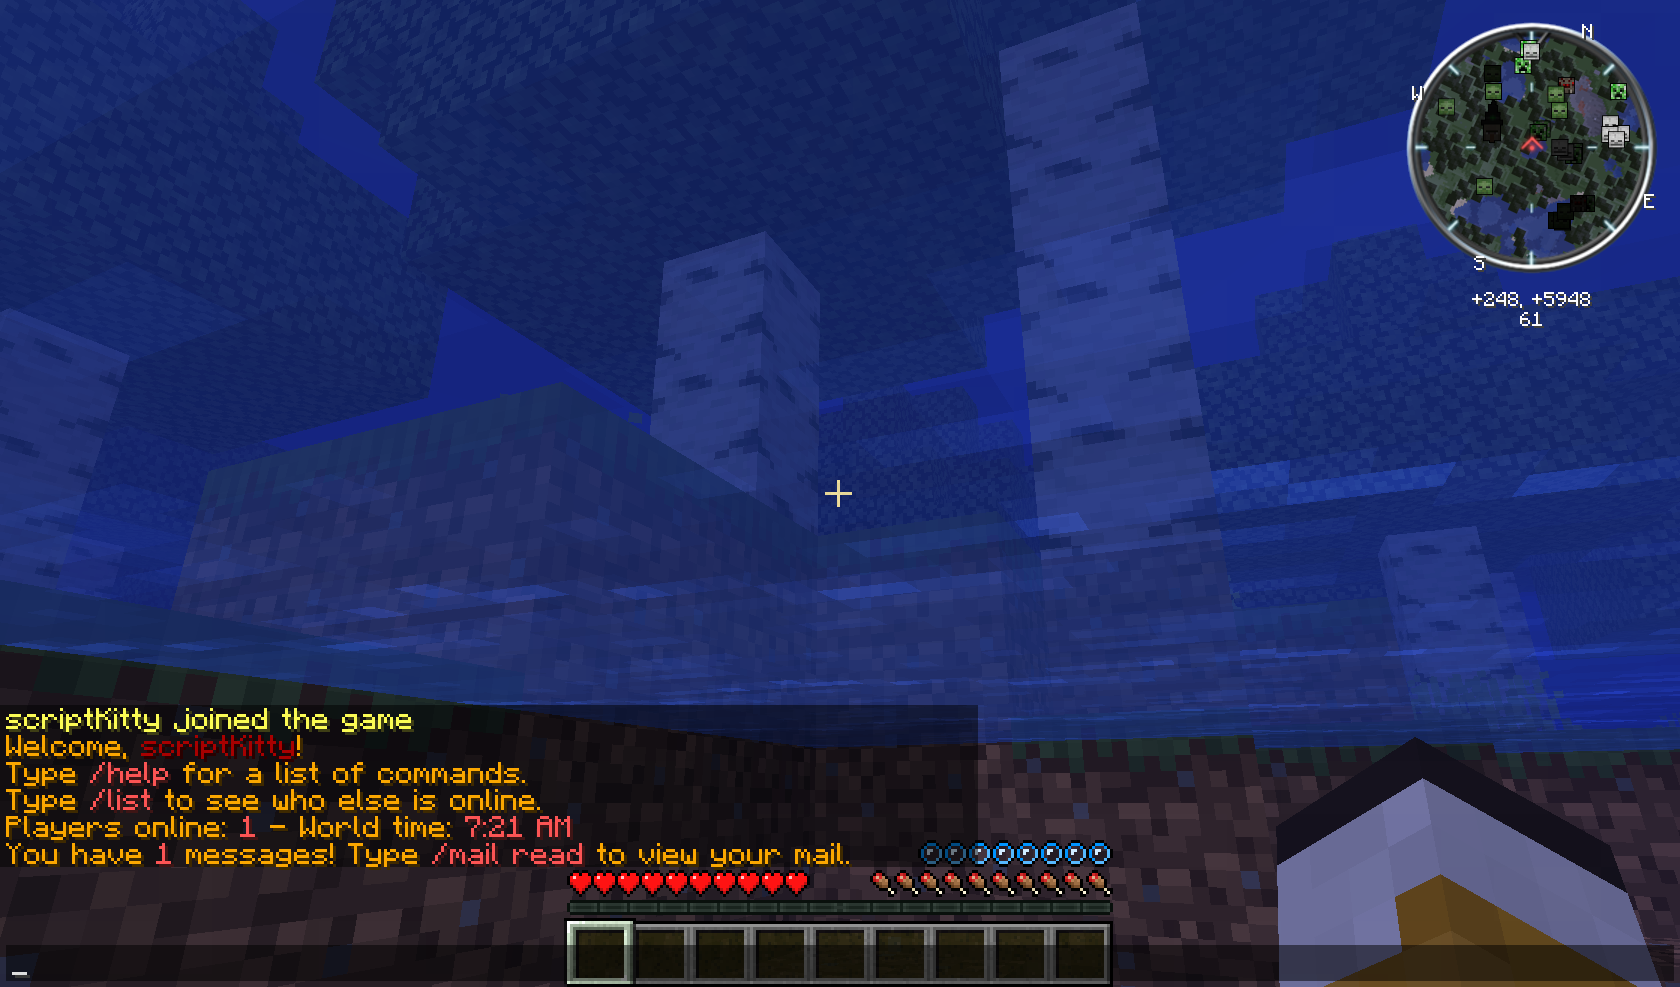 N
W
E
S
+248, +5948
61
scriptKitty joined the game
Welcome, scriptKitty!
Type /help for a list of commands.
Type /list to see who else is online.
Players online: 1 - World time: 7:21 AM
You have 1 messages! Type /mail read to view your mail.
_